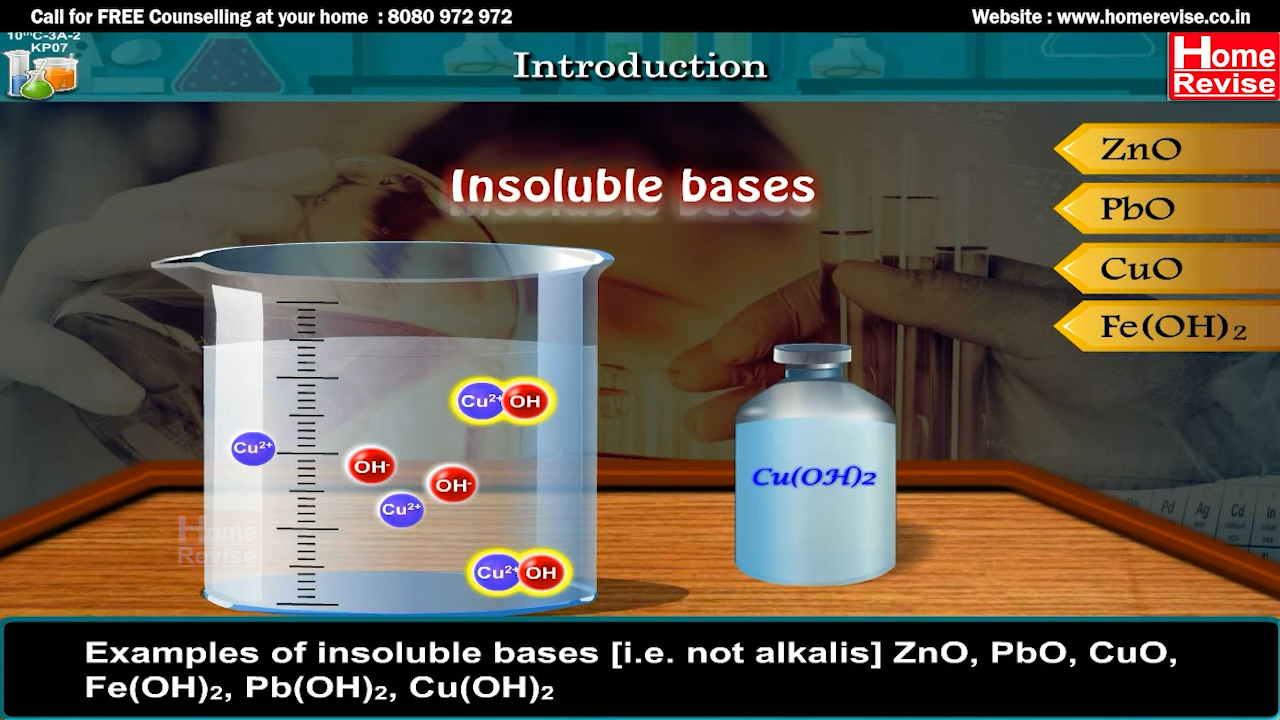 Call for FREE Counselling at your home : 8080 972 972
Website : www.homerevise.co.in
10ᵗʰC-3A-2
KP07
Introduction
Home
Revise
Insoluble bases
ZnO
PbO
CuO
Fe(OH)₂
Cu²⁺ OH
Cu²⁺
OH⁻
OH⁻
Cu²⁺
Cu²⁺ OH
Cu(OH)₂
Home
Revise
Pd Ag Cd In
Examples of insoluble bases [i.e. not alkalis] ZnO, PbO, CuO,
Fe(OH)₂, Pb(OH)₂, Cu(OH)₂